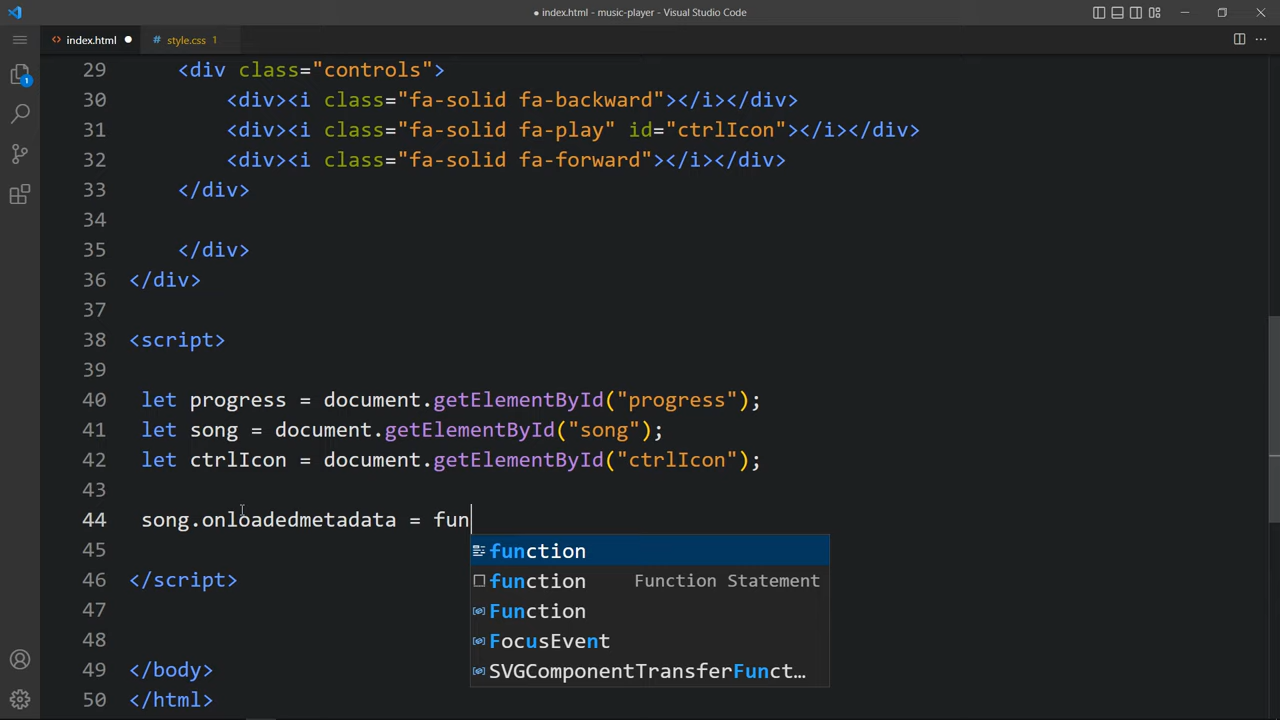 ● index.html - music-player - Visual Studio Code
<> index.html ●
# style.css 1
1
29 <div class="controls">
30 <div><i class="fa-solid fa-backward"></i></div>
31 <div><i class="fa-solid fa-play" id="ctrlIcon"></i></div>
32 <div><i class="fa-solid fa-forward"></i></div>
33 </div>
34
35 </div>
36 </div>
37
38 <script>
39
40 let progress = document.getElementById("progress");
41 let song = document.getElementById("song");
42 let ctrlIcon = document.getElementById("ctrlIcon");
43
44 song.onloadedmetadata = fun
function
45
function Function Statement
46 </script>
Function
47
FocusEvent
48
SVGComponentTransferFunct...
49 </body>
50 </html>